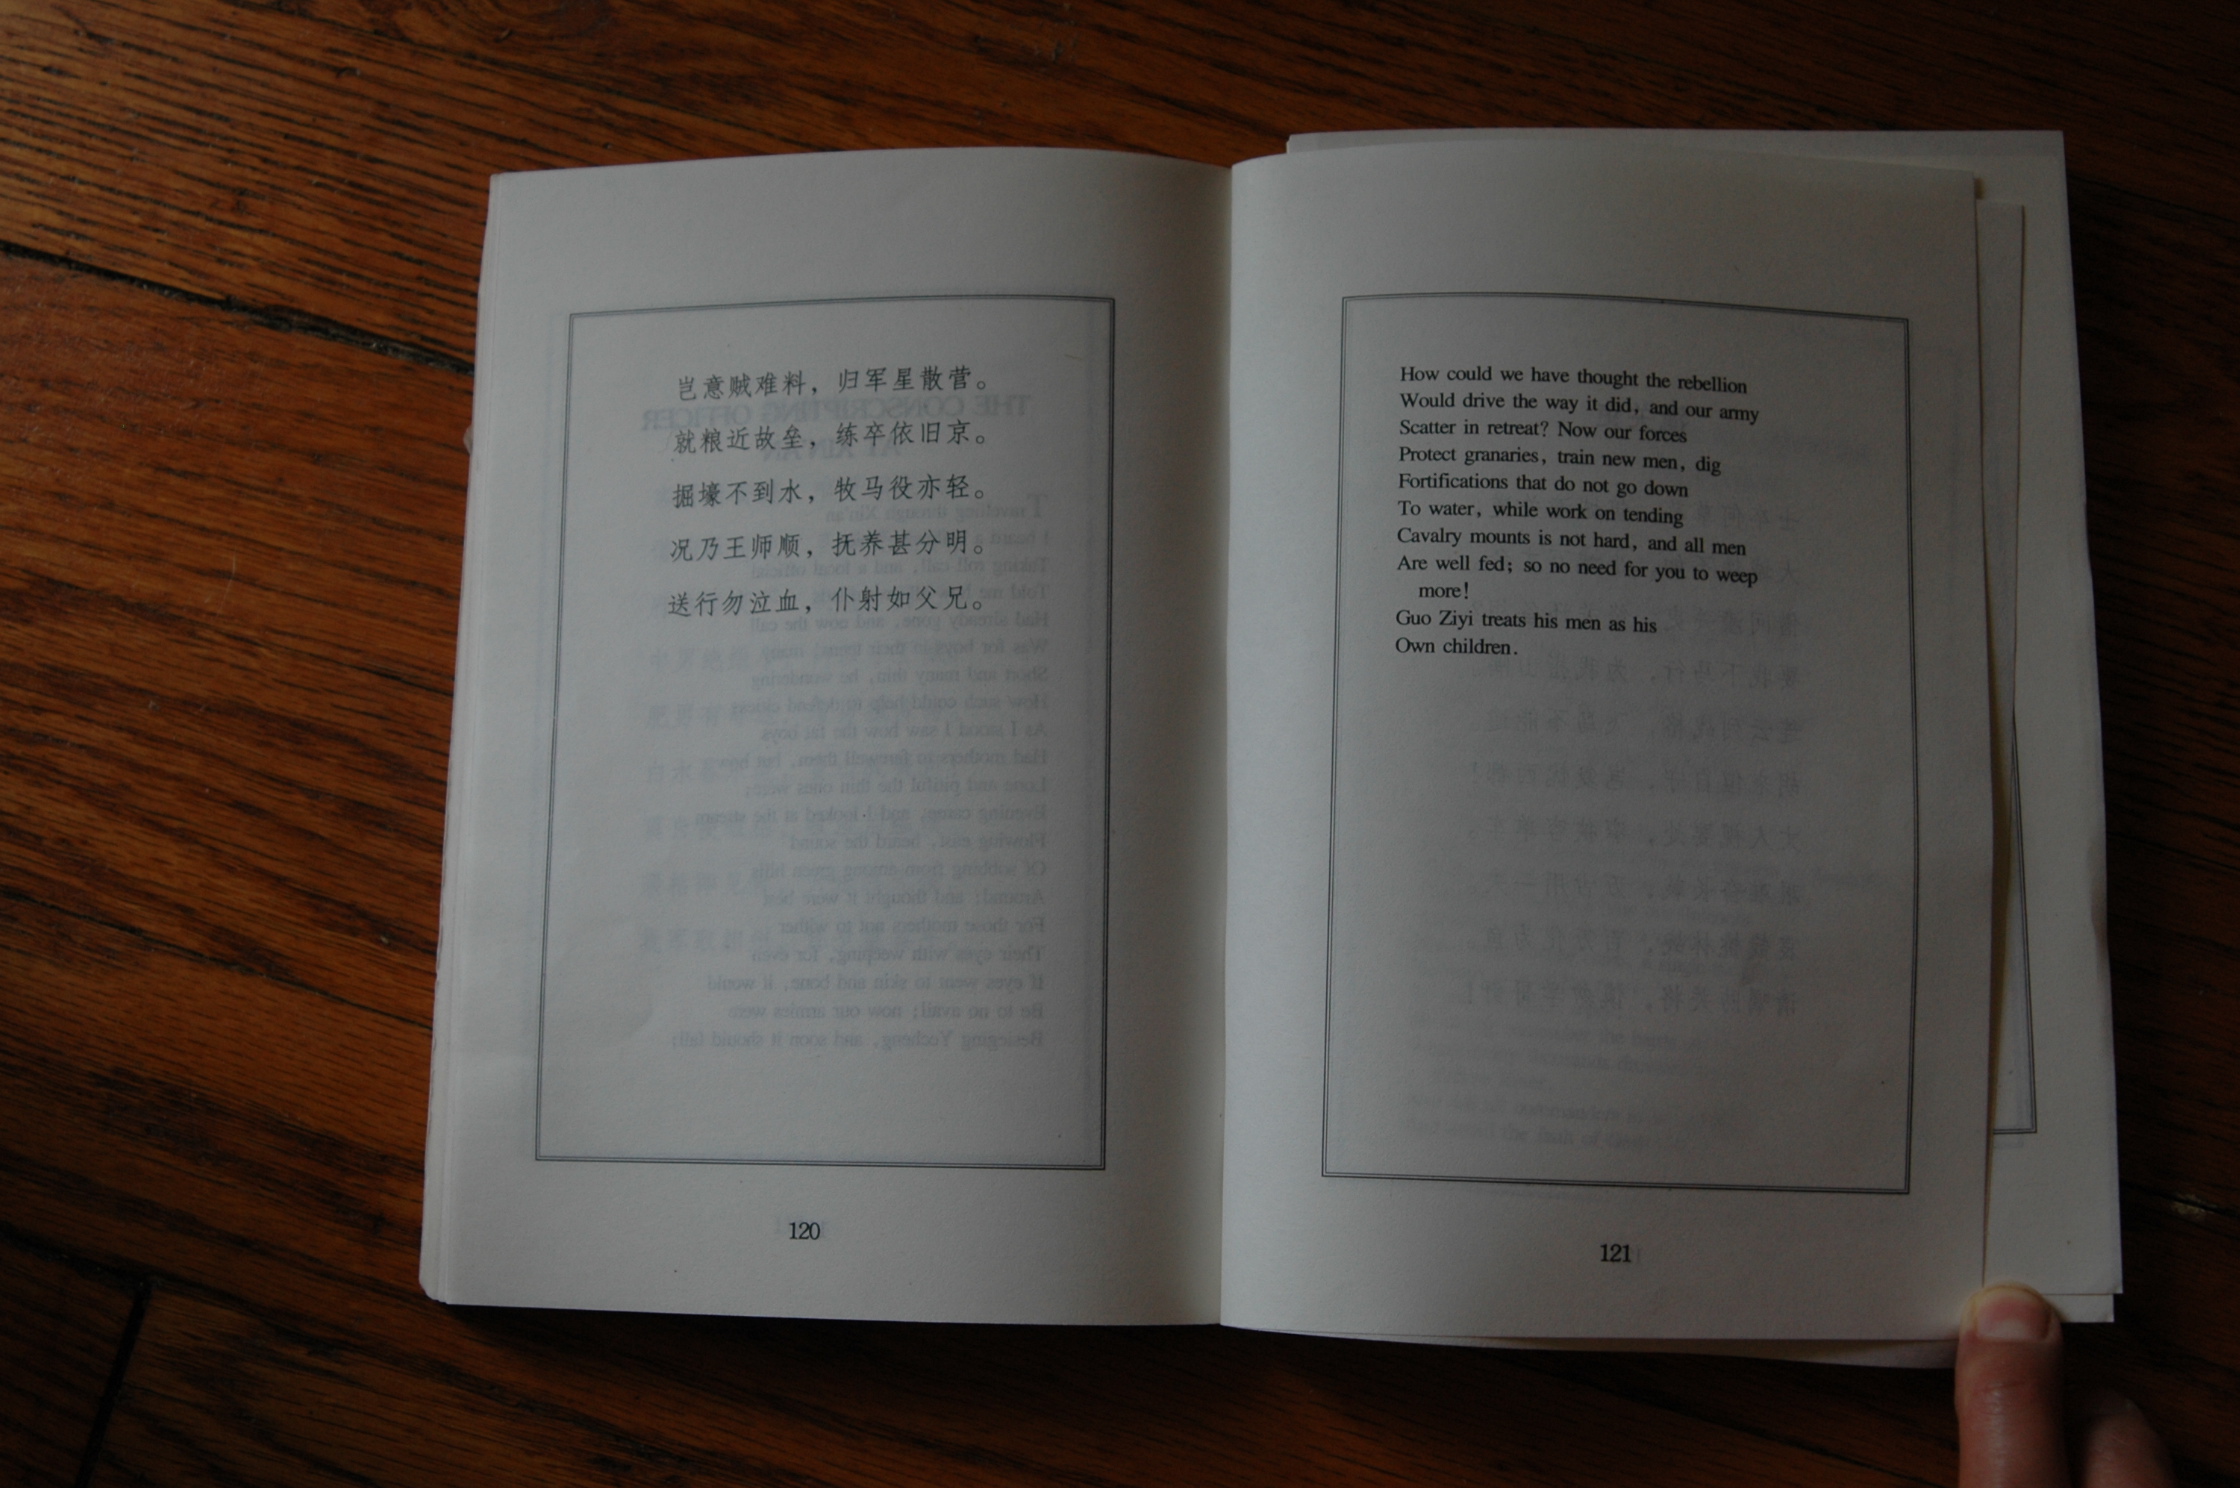 岂意贼难料，归军星散营。
就粮近故垒，练卒依旧京。
掘壕不到水，牧马役亦轻。
况乃王师顺，抚养甚分明。
送行勿泣血，仆射如父兄。
120
How could we have thought the rebellion
Would drive the way it did, and our army
Scatter in retreat? Now our forces
Protect granaries, train new men, dig
Fortifications that do not go down
To water, while work on tending
Cavalry mounts is not hard, and all men
Are well fed; so no need for you to weep
more!
Guo Ziyi treats his men as his
Own children.
121